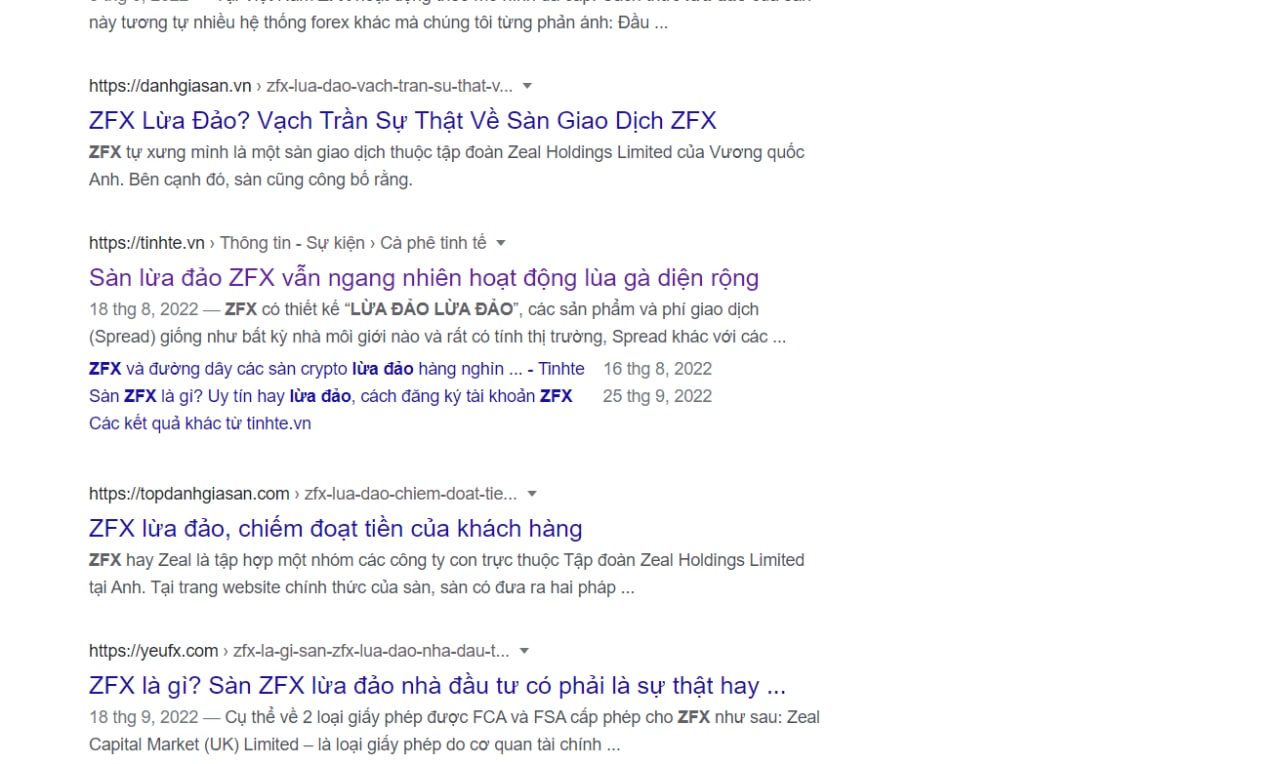 này tương tự nhiều hệ thống forex khác mà chúng tôi từng phản ánh: Đầu ...
https://danhgiasan.vn › zfx-lua-dao-vach-tran-su-that-v...
ZFX Lừa Đảo? Vạch Trần Sự Thật Về Sàn Giao Dịch ZFX
ZFX tự xưng mình là một sàn giao dịch thuộc tập đoàn Zeal Holdings Limited của Vương quốc
Anh. Bên cạnh đó, sàn cũng công bố rằng.
https://tinhte.vn › Thông tin - Sự kiện › Cà phê tinh tế
Sàn lừa đảo ZFX vẫn ngang nhiên hoạt động lùa gà diện rộng
18 thg 8, 2022 — ZFX có thiết kế “LỪA ĐẢO LỪA ĐẢO”, các sản phẩm và phí giao dịch
(Spread) giống như bất kỳ nhà môi giới nào và rất có tính thị trường, Spread khác với các ...
ZFX và đường dây các sàn crypto lừa đảo hàng nghìn ... - Tinhte 16 thg 8, 2022
Sàn ZFX là gì? Uy tín hay lừa đảo, cách đăng ký tài khoản ZFX 25 thg 9, 2022
Các kết quả khác từ tinhte.vn
https://topdanhgiasan.com › zfx-lua-dao-chiem-doat-tie...
ZFX lừa đảo, chiếm đoạt tiền của khách hàng
ZFX hay Zeal là tập hợp một nhóm các công ty con trực thuộc Tập đoàn Zeal Holdings Limited
tại Anh. Tại trang website chính thức của sàn, sàn có đưa ra hai pháp ...
https://yeufx.com › zfx-la-gi-san-zfx-lua-dao-nha-dau-t...
ZFX là gì? Sàn ZFX lừa đảo nhà đầu tư có phải là sự thật hay ...
18 thg 9, 2022 — Cụ thể về 2 loại giấy phép được FCA và FSA cấp phép cho ZFX như sau: Zeal
Capital Market (UK) Limited – là loại giấy phép do cơ quan tài chính ...